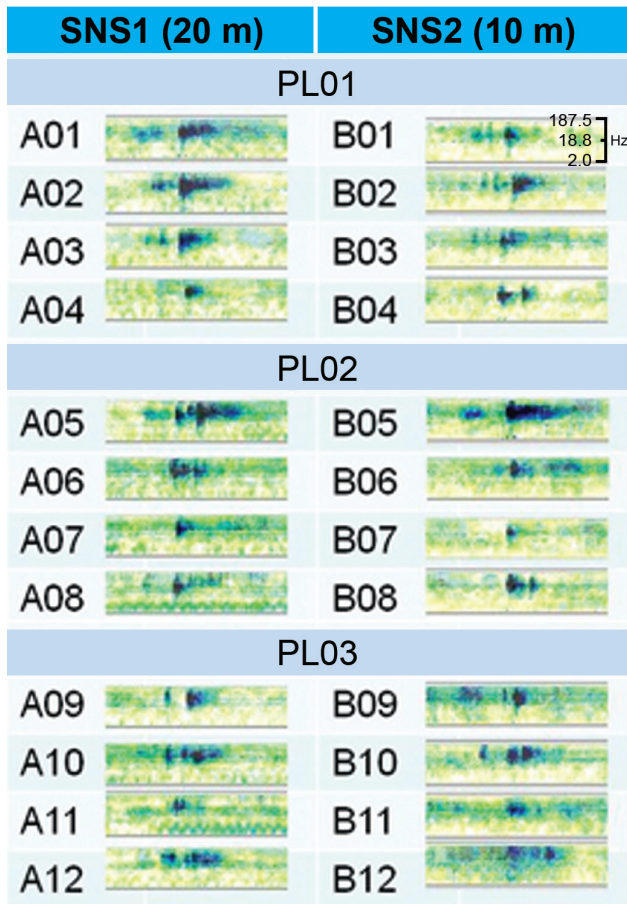 SNS1 (20 m) SNS2 (10 m)
PL01
A01 B01 187.5
18.8 Hz
2.0
A02 B02
A03 B03
A04 B04
PL02
A05 B05
A06 B06
A07 B07
A08 B08
PL03
A09 B09
A10 B10
A11 B11
A12 B12